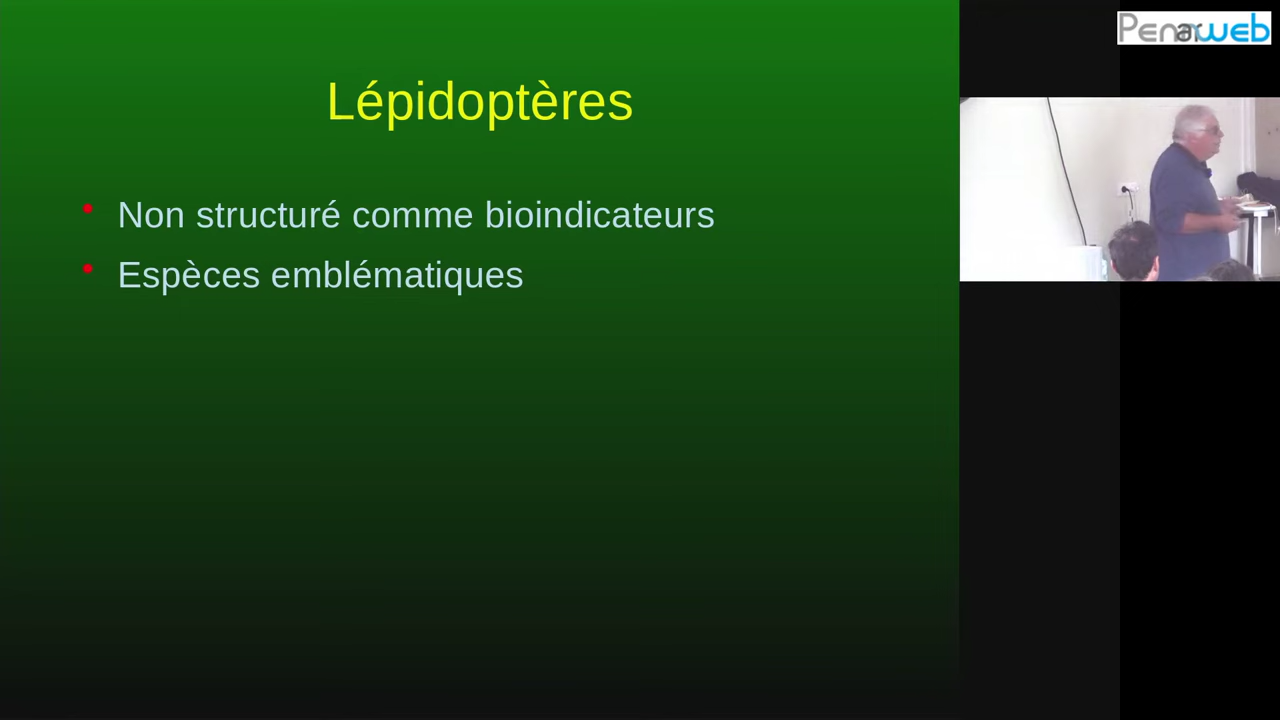 Penarweb
Lépidoptères
• Non structuré comme bioindicateurs
• Espèces emblématiques